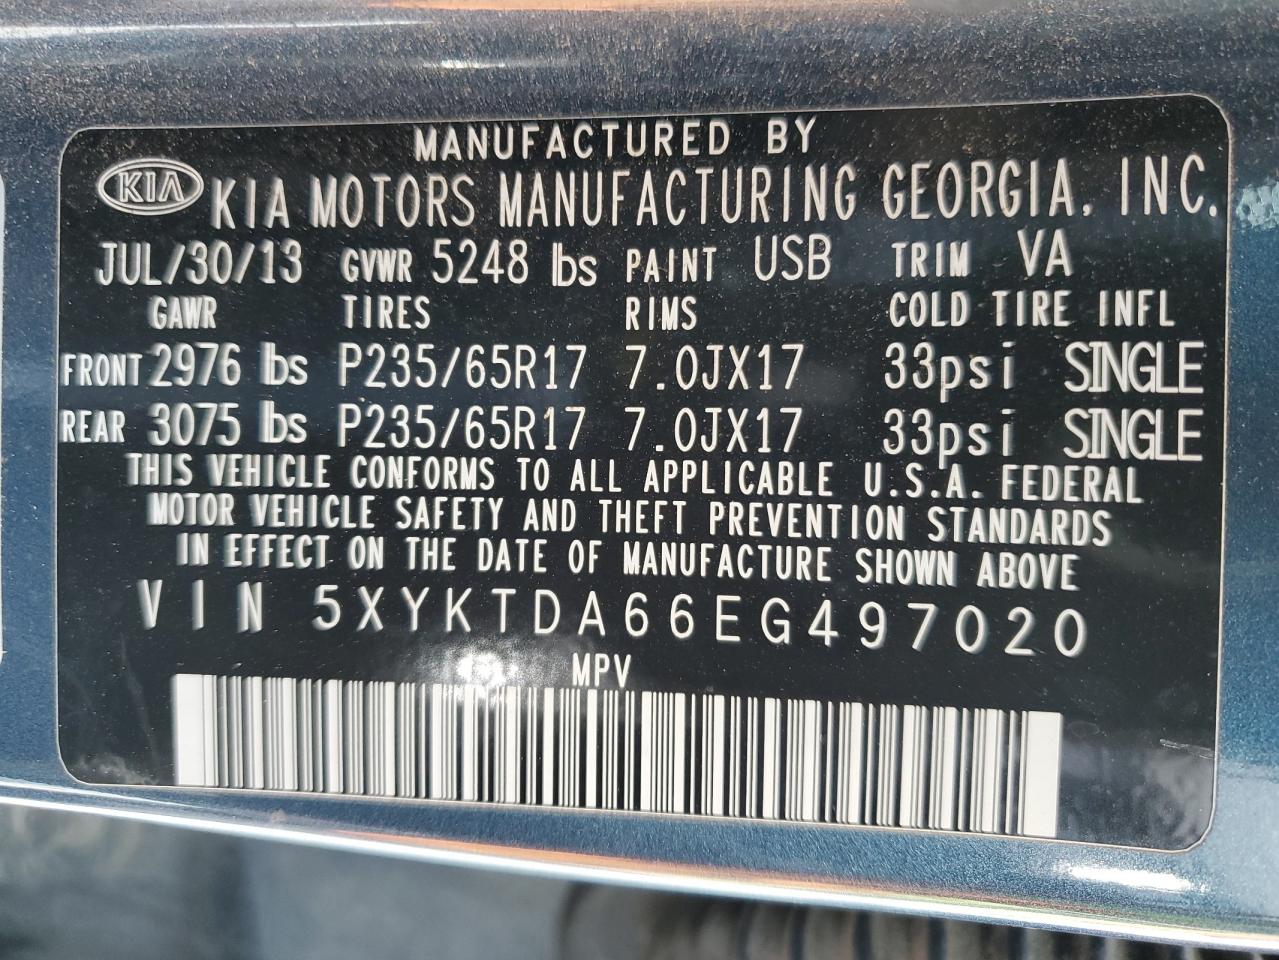 MANUFACTURED BY
KIA KIA MOTORS MANUFACTURING GEORGIA, INC.
JUL/30/13 GVWR 5248 lbs PAINT USB TRIM VA
GAWR TIRES RIMS COLD TIRE INFL
FRONT 2976 lbs P235/65R17 7.0JX17 33psi SINGLE
REAR 3075 lbs P235/65R17 7.0JX17 33psi SINGLE
THIS VEHICLE CONFORMS TO ALL APPLICABLE U.S.A. FEDERAL
MOTOR VEHICLE SAFETY AND THEFT PREVENTION STANDARDS
IN EFFECT ON THE DATE OF MANUFACTURE SHOWN ABOVE
VIN 5XYKTDA66EG497020
MPV